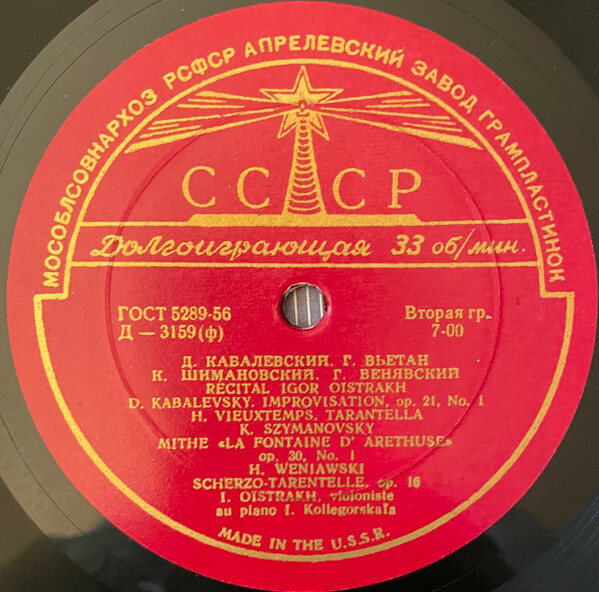 МОСОБЛСОВНАРХОЗ РСФСР АПРЕЛЕВСКИЙ ЗАВОД ГРАМПЛАСТИНОК
СССР
Долгоиграющая 33 об/мин.
ГОСТ 5289-56
Д — 3159 (ф)
Вторая гр.
7-00
Д. КАБАЛЕВСКИЙ, Г. ВЬЕТАН
К. ШИМАНОВСКИЙ, Г. ВЕНЯВСКИЙ
RECITAL IGOR OISTRAKH
D. KABALEVSKY. IMPROVISATION, op. 21, No. 1
H. VIEUXTEMPS. TARANTELLA
K. SZYMANOVSKY
MITHE «LA FONTAINE D' ARETHUSE»
op. 30, No. 1
H. WENIAWSKI
SCHERZO-TARENTELLE, op. 16
I. OÏSTRAKH, violoniste
au piano I. Kollegorskaïa
MADE IN THE U.S.S.R.